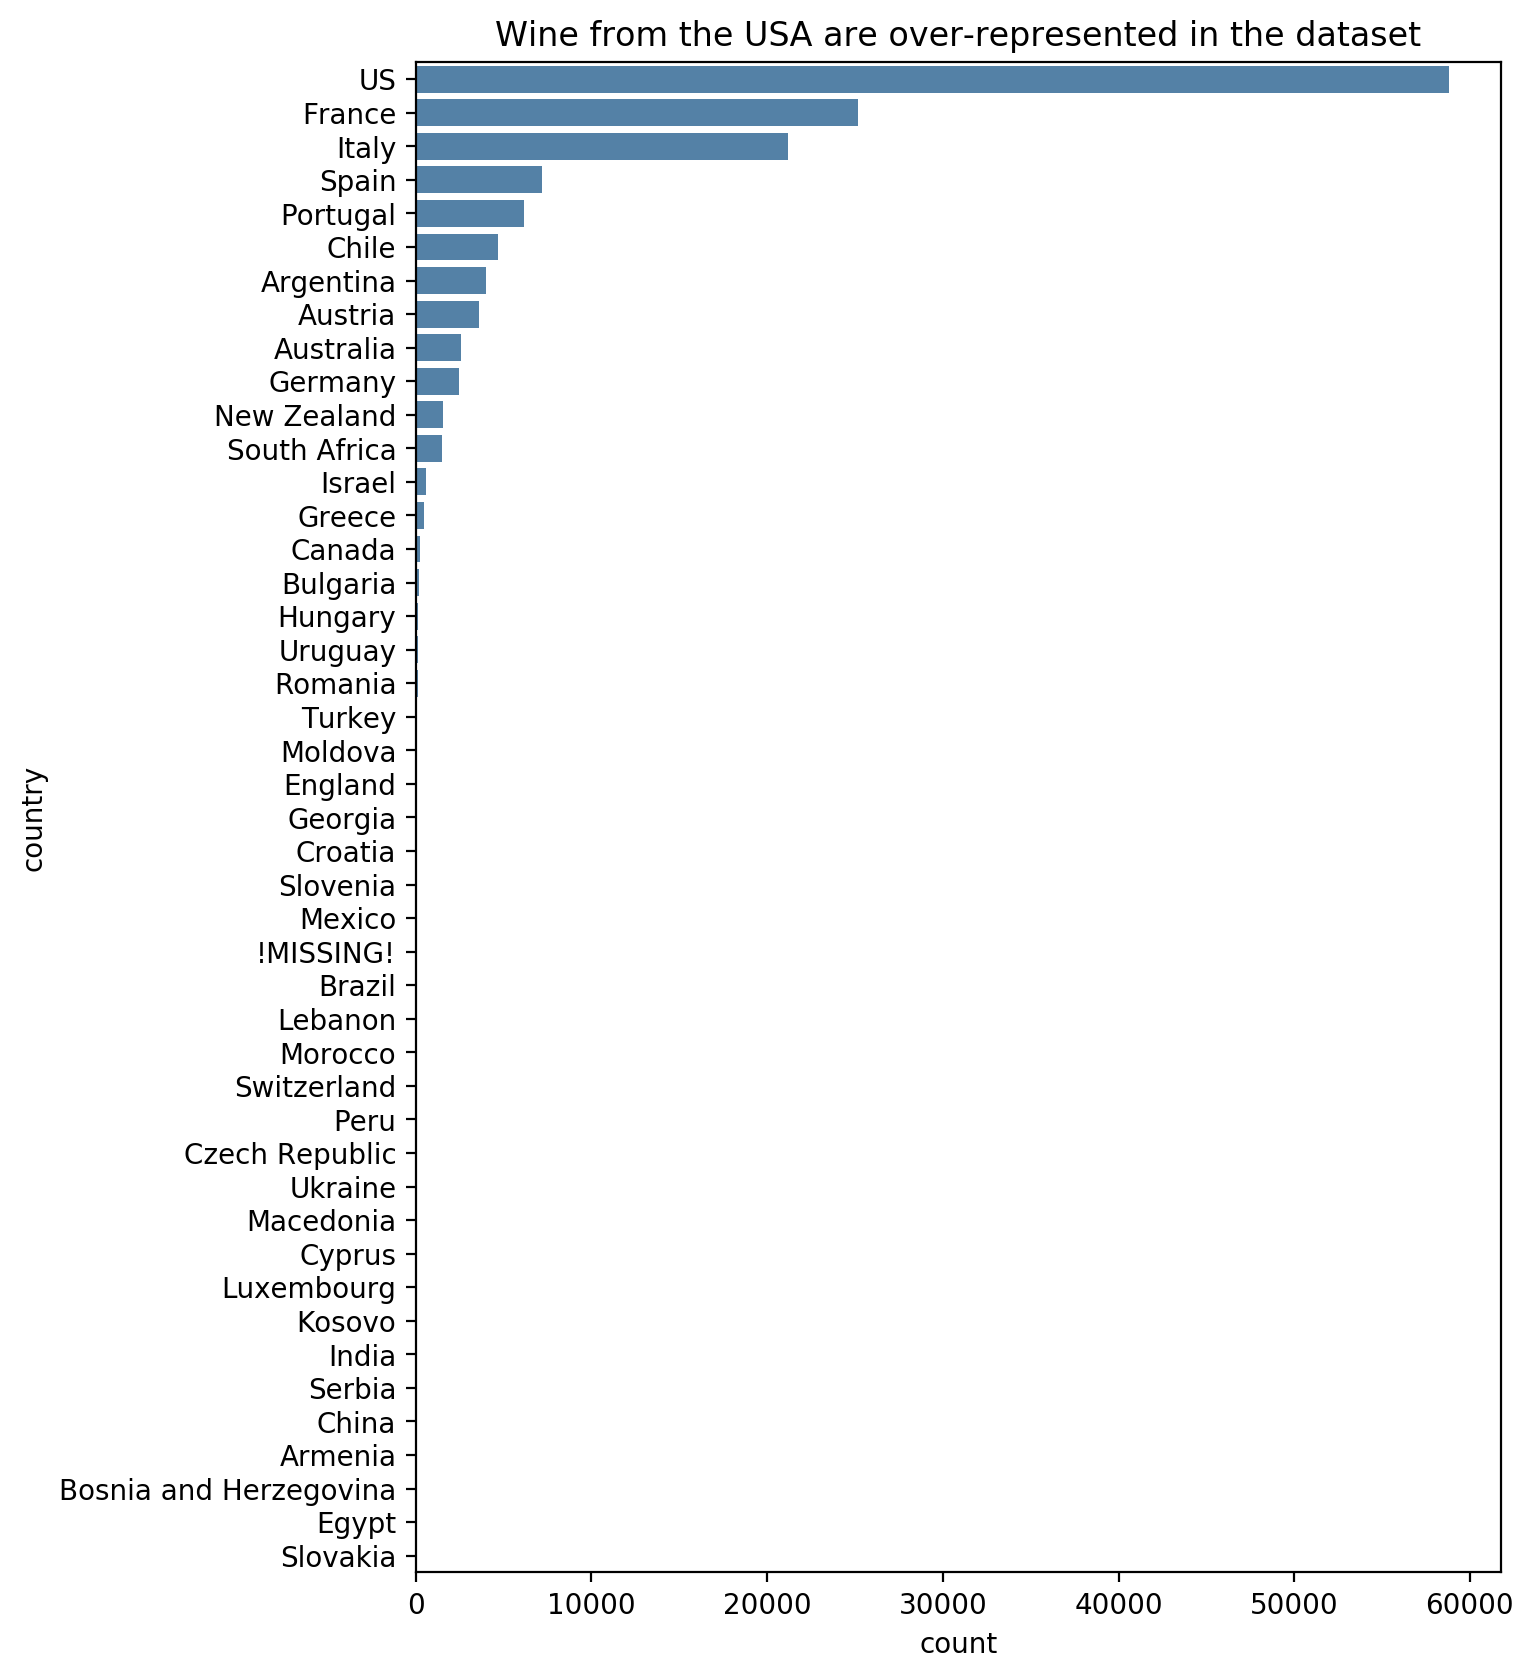 Wine from the USA are over-represented in the dataset
US
France
Italy
Spain
Portugal
Chile
Argentina
Austria
Australia
Germany
New Zealand
South Africa
Israel
Greece
Canada
Bulgaria
Hungary
Uruguay
Romania
Turkey
Moldova
England
Georgia
Croatia
Slovenia
Mexico
!MISSING!
Brazil
Lebanon
Morocco
Switzerland
Peru
Czech Republic
Ukraine
Macedonia
Cyprus
Luxembourg
Kosovo
India
Serbia
China
Armenia
Bosnia and Herzegovina
Egypt
Slovakia
country
0 10000 20000 30000 40000 50000 60000
count